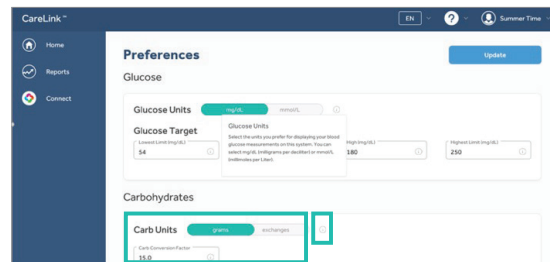 CareLink™
EN
?
Summer Time
Home
Reports
Connect
Preferences
Update
Glucose
Glucose Units
mg/dL
mmol/L
Glucose Target
Glucose Units
Select the units you prefer for displaying your blood
glucose measurements on this system. You can
select mg/dL (milligrams per deciliter) or mmol/L
(millimoles per Liter).
Lowest Limit (mg/dL)
54
High (mg/dL)
180
Highest Limit (mg/dL)
250
Carbohydrates
Carb Units
grams
exchanges
Carb Conversion Factor
15.0